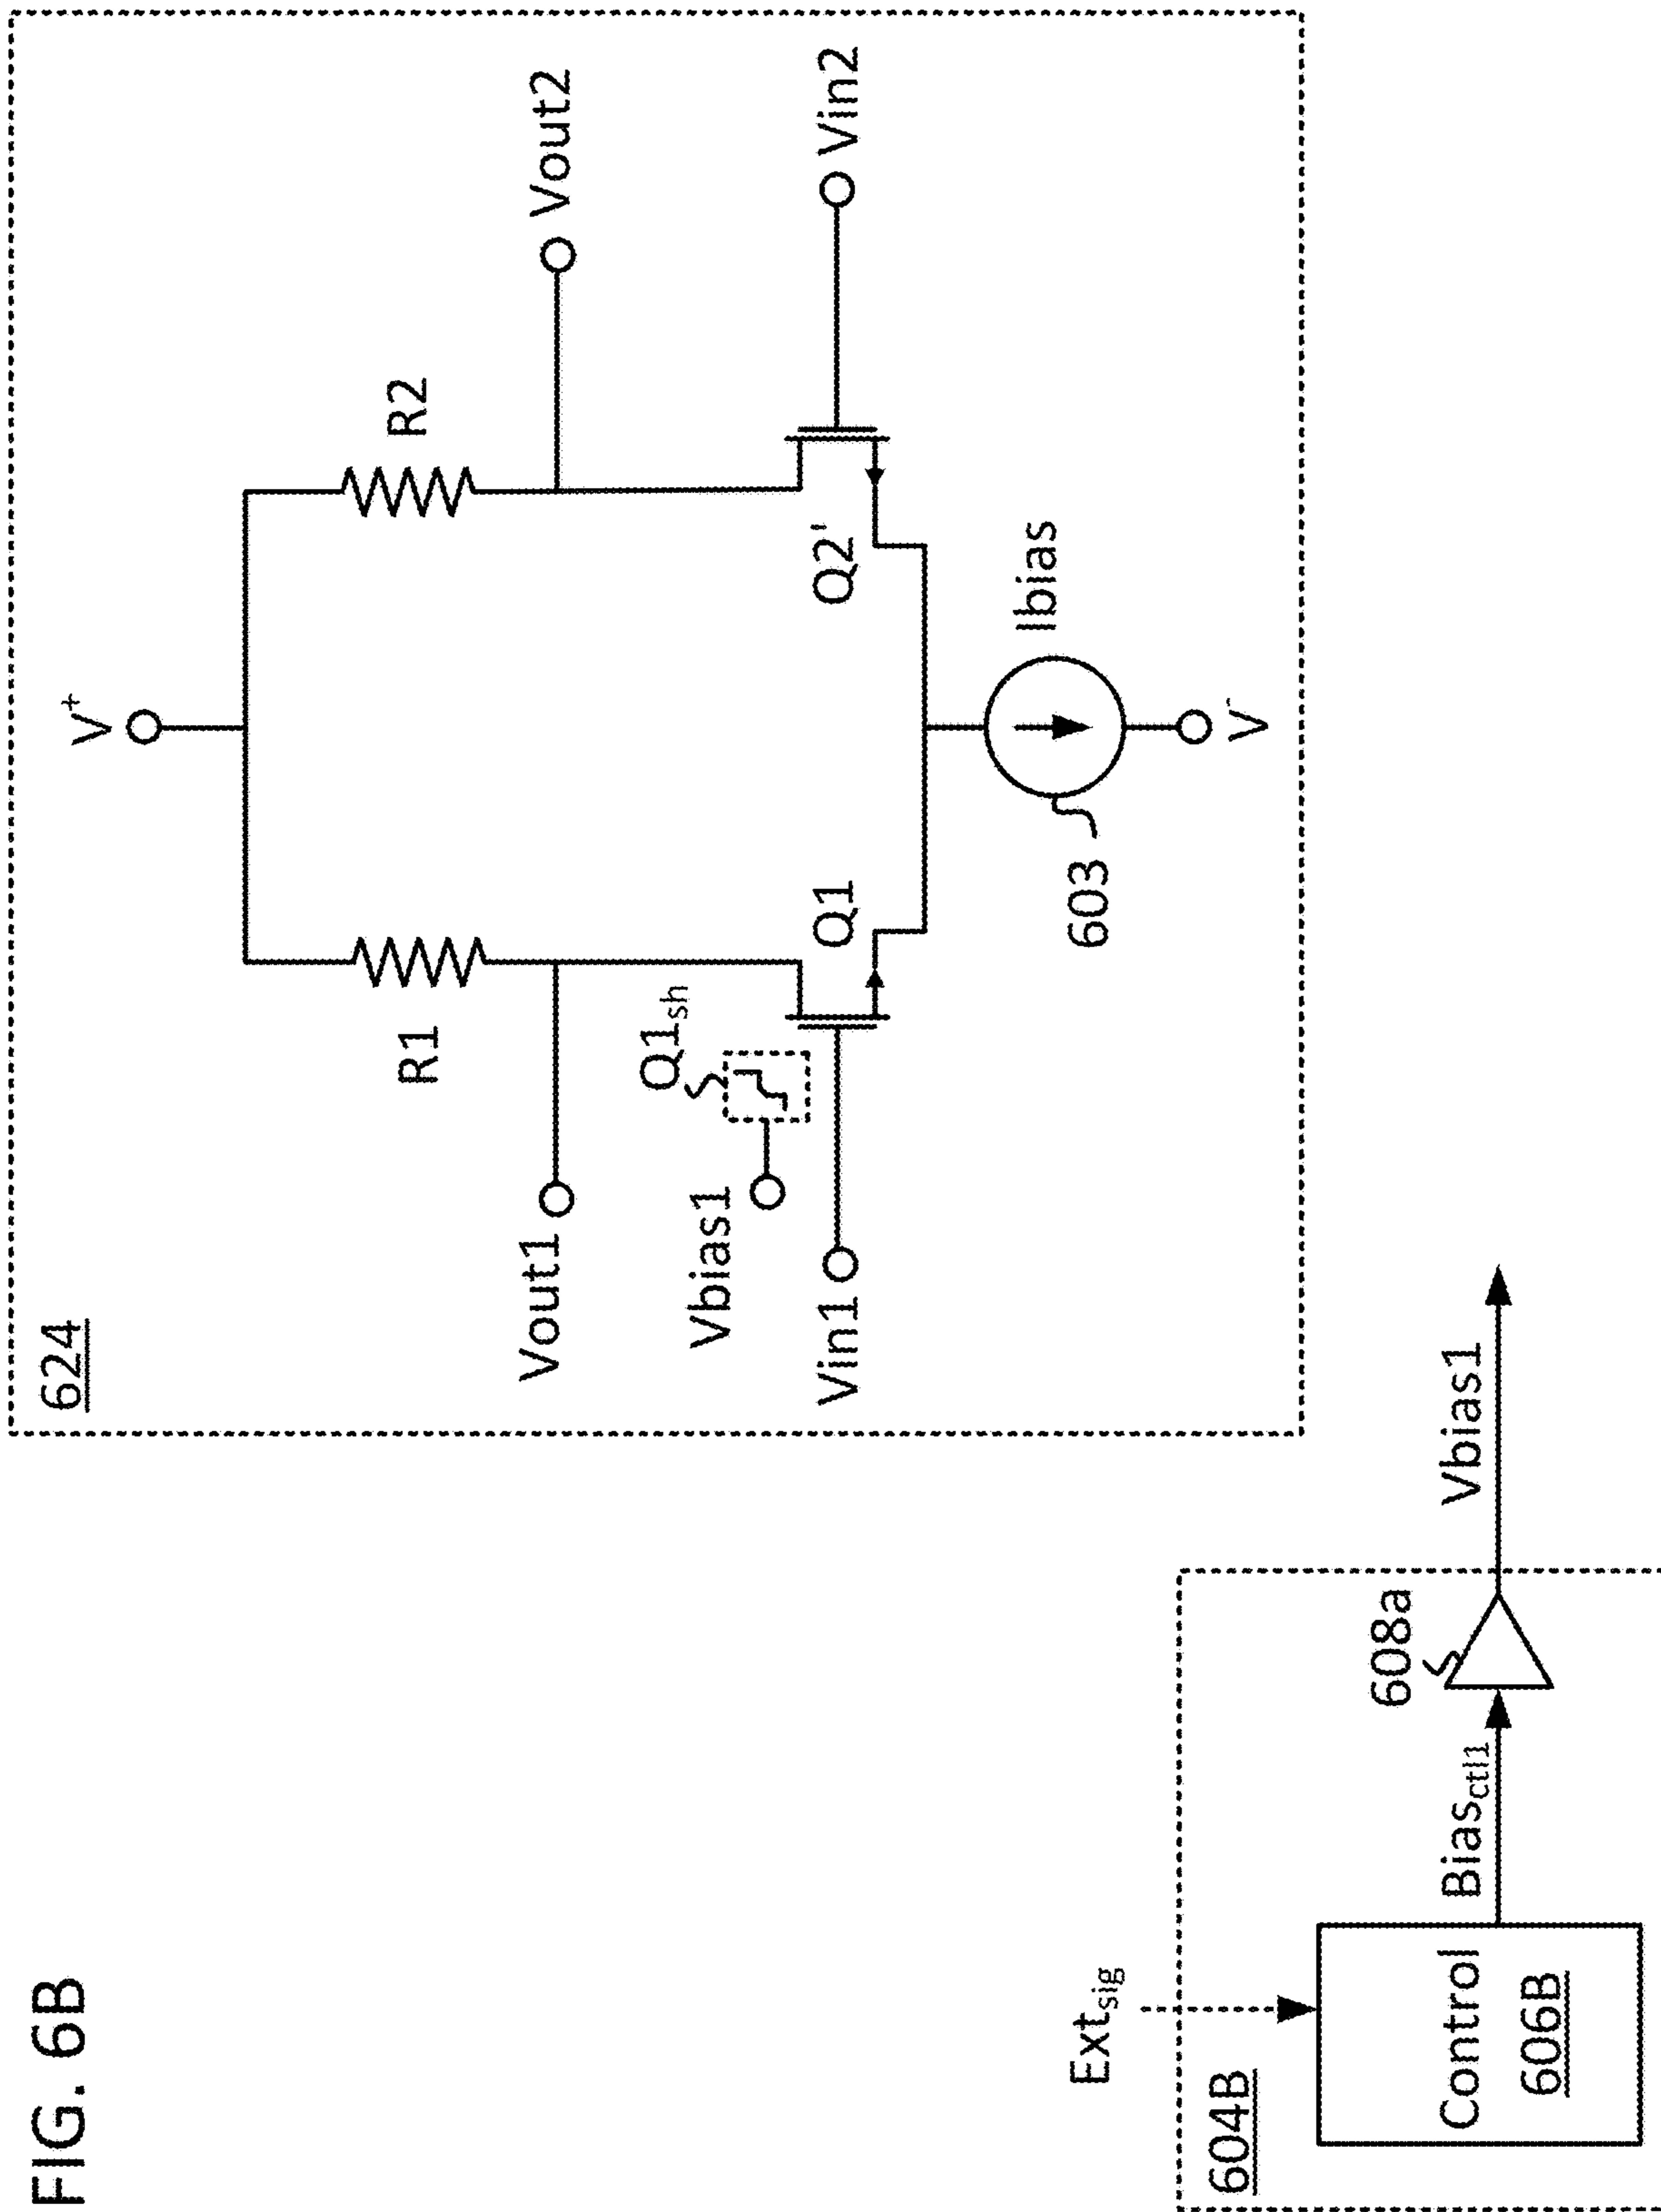 FIG. 6B
624
V+
R1
R2
Vout1
Vout2
Q1sh
Vbias1
Vin1
Q1
Q2'
Vin2
603
Ibias
V-
Extsig
604B
Control
606B
Biasctl1
608a
Vbias1